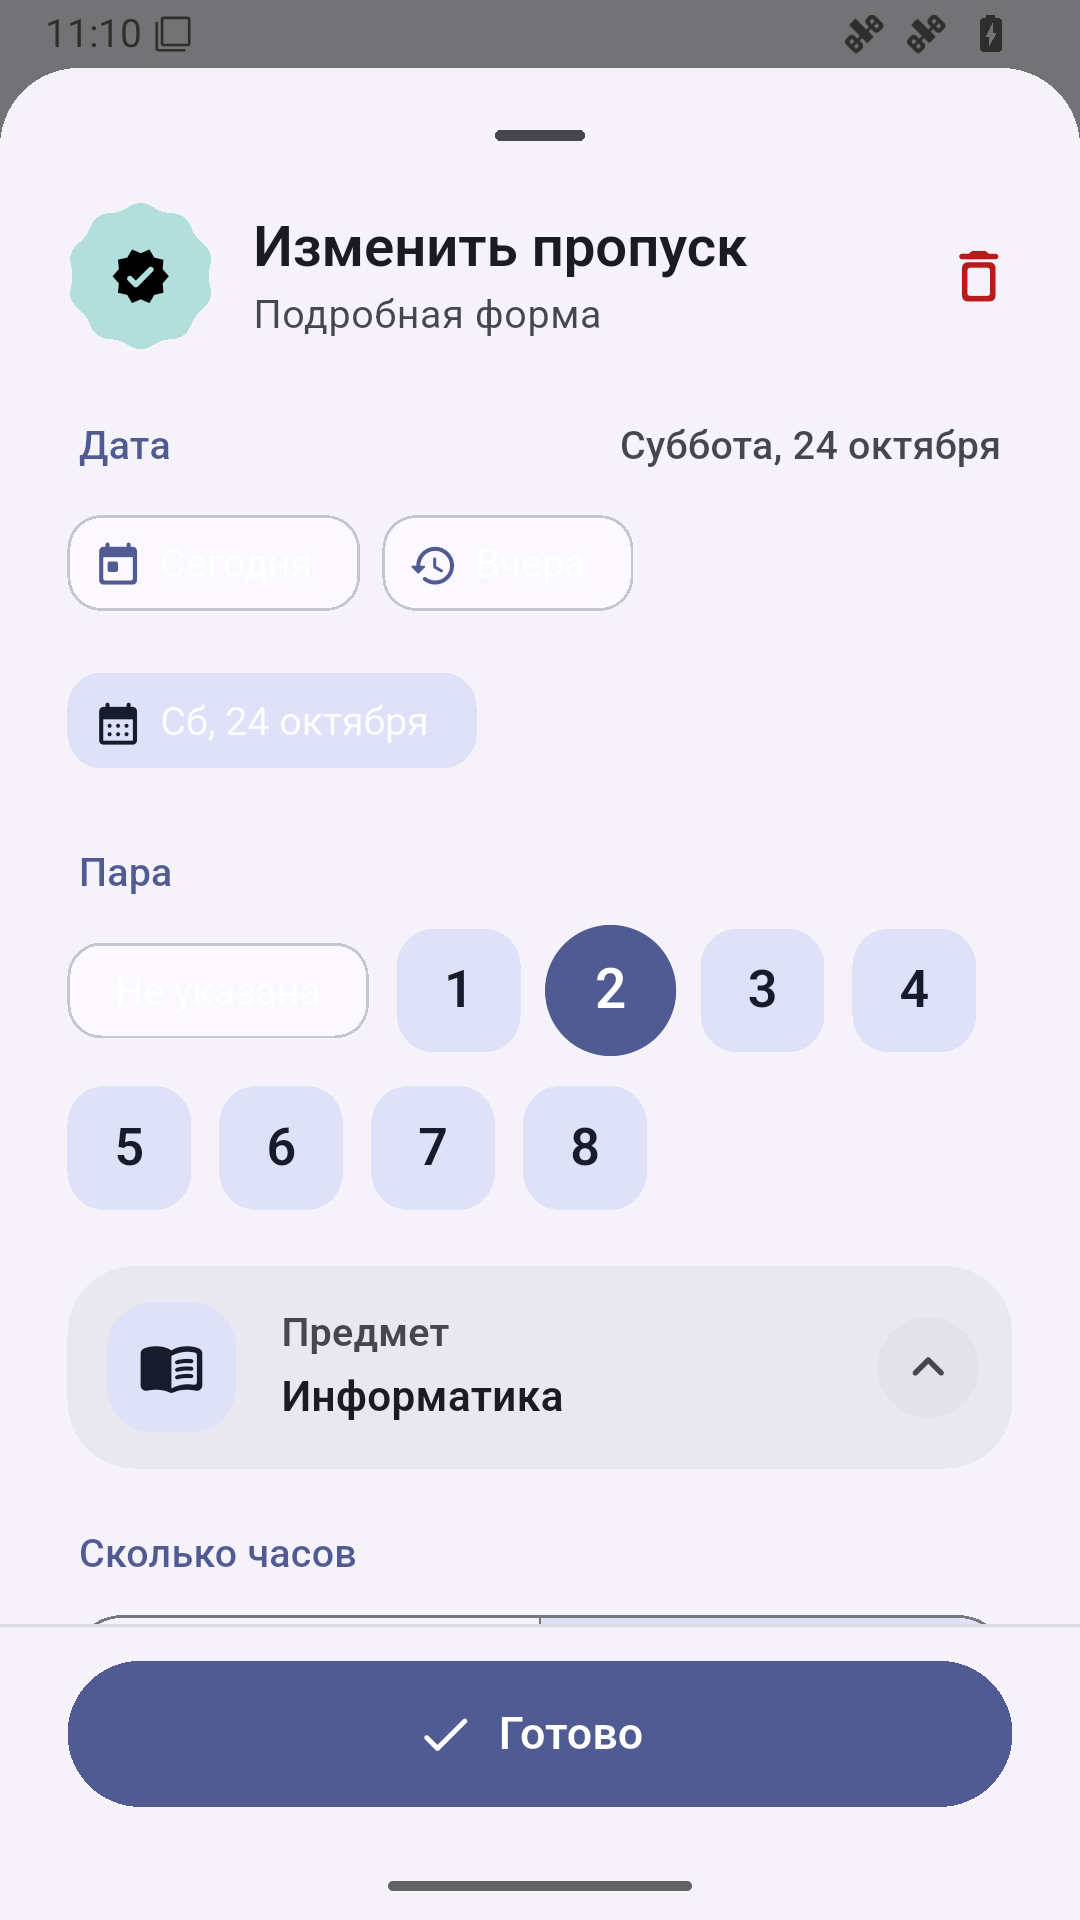 11:10
Изменить пропуск
Подробная форма
Дата
Суббота, 24 октября
Сегодня
Вчера
Сб, 24 октября
Пара
Не указана
1
2
3
4
5
6
7
8
Предмет
Информатика
Сколько часов
Готово